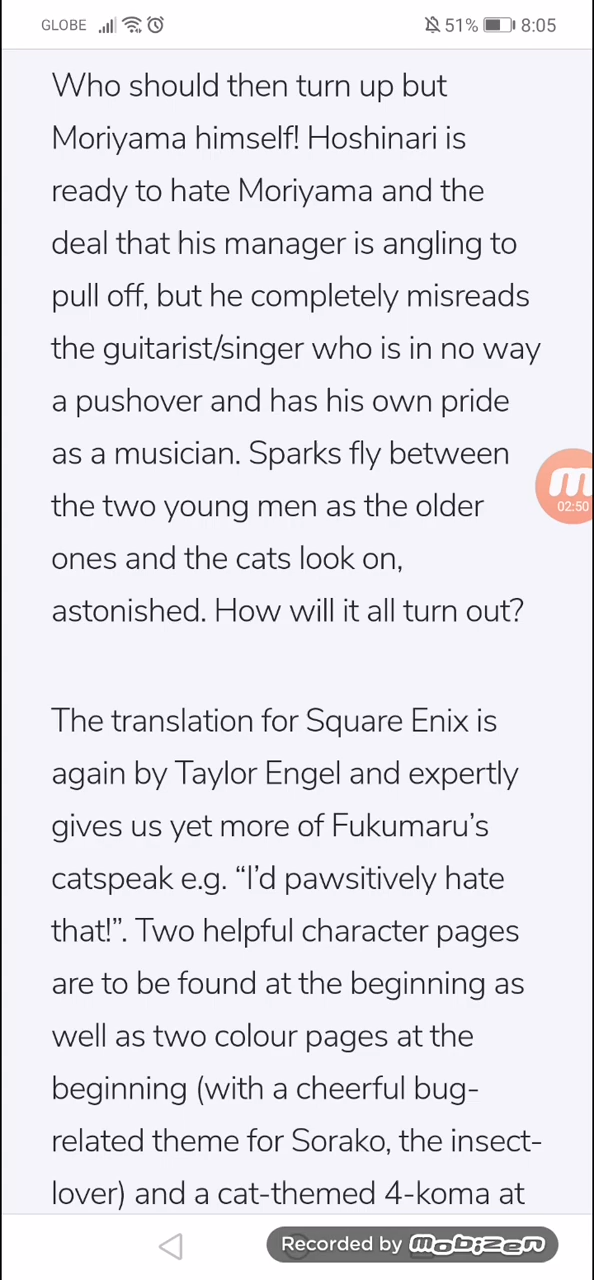 GLOBE 51% 8:05
Who should then turn up but
Moriyama himself! Hoshinari is
ready to hate Moriyama and the
deal that his manager is angling to
pull off, but he completely misreads
the guitarist/singer who is in no way
a pushover and has his own pride
as a musician. Sparks fly between
the two young men as the older
ones and the cats look on,
astonished. How will it all turn out?
m
02:50
The translation for Square Enix is
again by Taylor Engel and expertly
gives us yet more of Fukumaru’s
catspeak e.g. “I’d pawsitively hate
that!”. Two helpful character pages
are to be found at the beginning as
well as two colour pages at the
beginning (with a cheerful bug-
related theme for Sorako, the insect-
lover) and a cat-themed 4-koma at
Recorded by mobizen